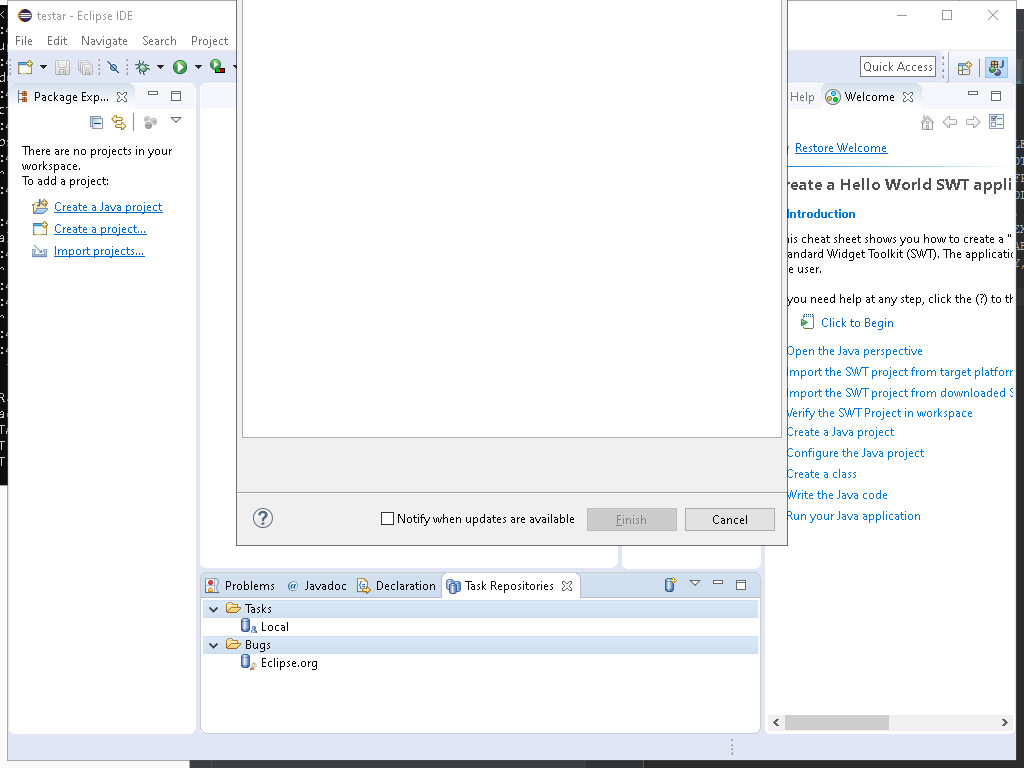 testar - Eclipse IDE
File Edit Navigate Search Project
Quick Access
Package Exp...
Help Welcome
There are no projects in your
workspace.
To add a project:
Create a Java project
Create a project...
Import projects...
Restore Welcome
reate a Hello World SWT appli
Introduction
is cheat sheet shows you how to create a "
andard Widget Toolkit (SWT). The applicatio
e user.
you need help at any step, click the (?) to th
Click to Begin
Open the Java perspective
Import the SWT project from target platform
Import the SWT project from downloaded S
Verify the SWT Project in workspace
Create a Java project
Configure the Java project
Create a class
Write the Java code
Run your Java application
Notify when updates are available
Finish
Cancel
Problems @ Javadoc Declaration Task Repositories
Tasks
Local
Bugs
Eclipse.org